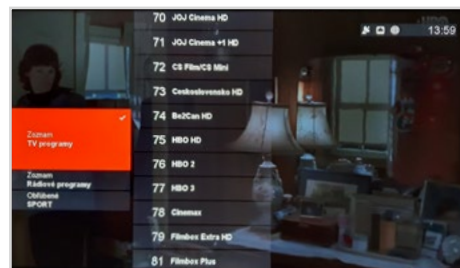 70 JOJ Cinema HD
13:59
71 JOJ Cinema +1 HD
72 CS Film/CS Mini
73 Ceskoslovensko HD
74 Be2Can HD
Zoznam
TV programy
75 HBO HD
76 HBO 2
Zoznam
Rádiové programy
77 HBO 3
Obľúbené
SPORT
78 Cinemax
79 Filmbox Extra HD
81 Filmbox Plus